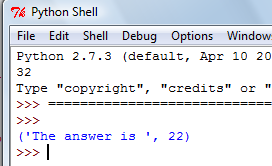 Python Shell
File Edit Shell Debug Options Windows
Python 2.7.3 (default, Apr 10 20
32
Type "copyright", "credits" or "
>>> ============================
>>>
('The answer is ', 22)
>>>